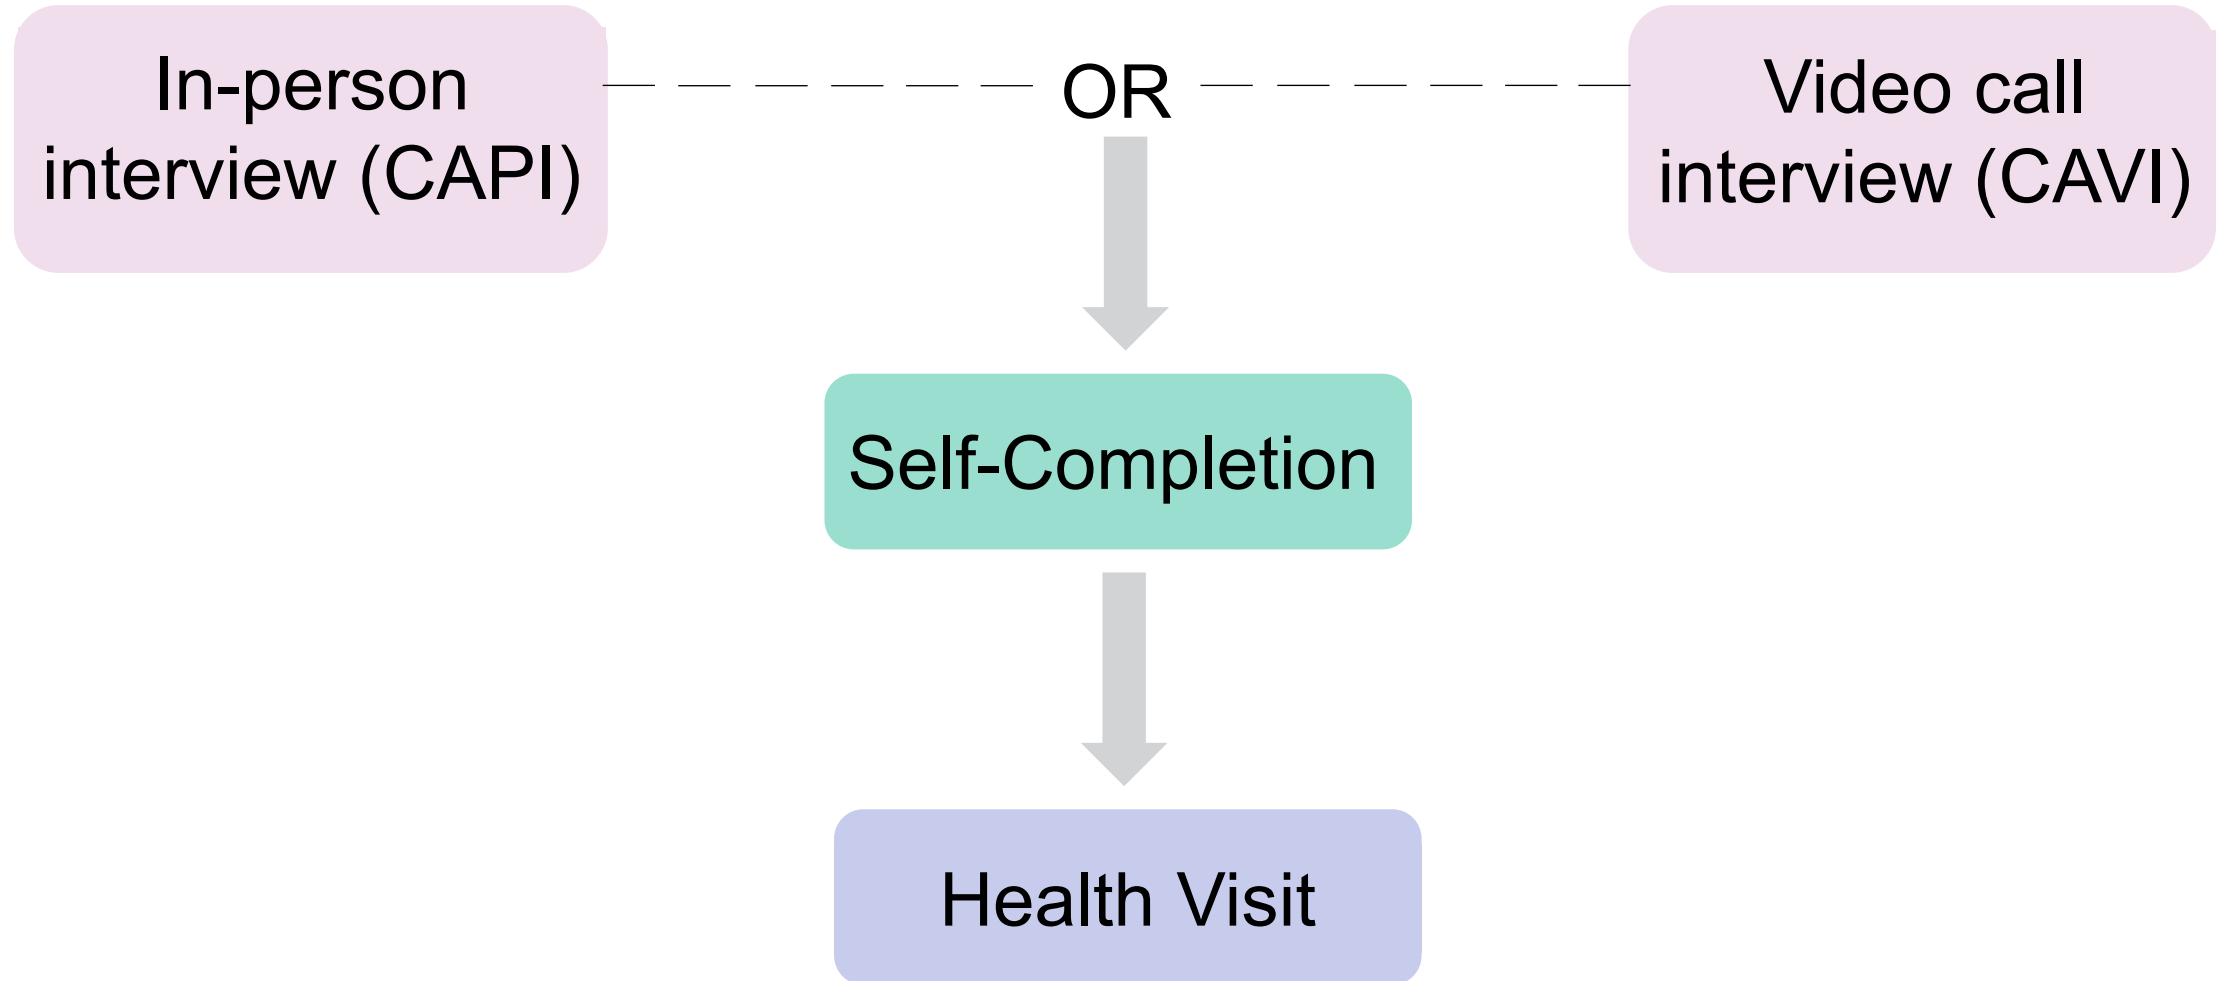 In-person
interview (CAPI)
OR
Video call
interview (CAVI)
Self-Completion
Health Visit